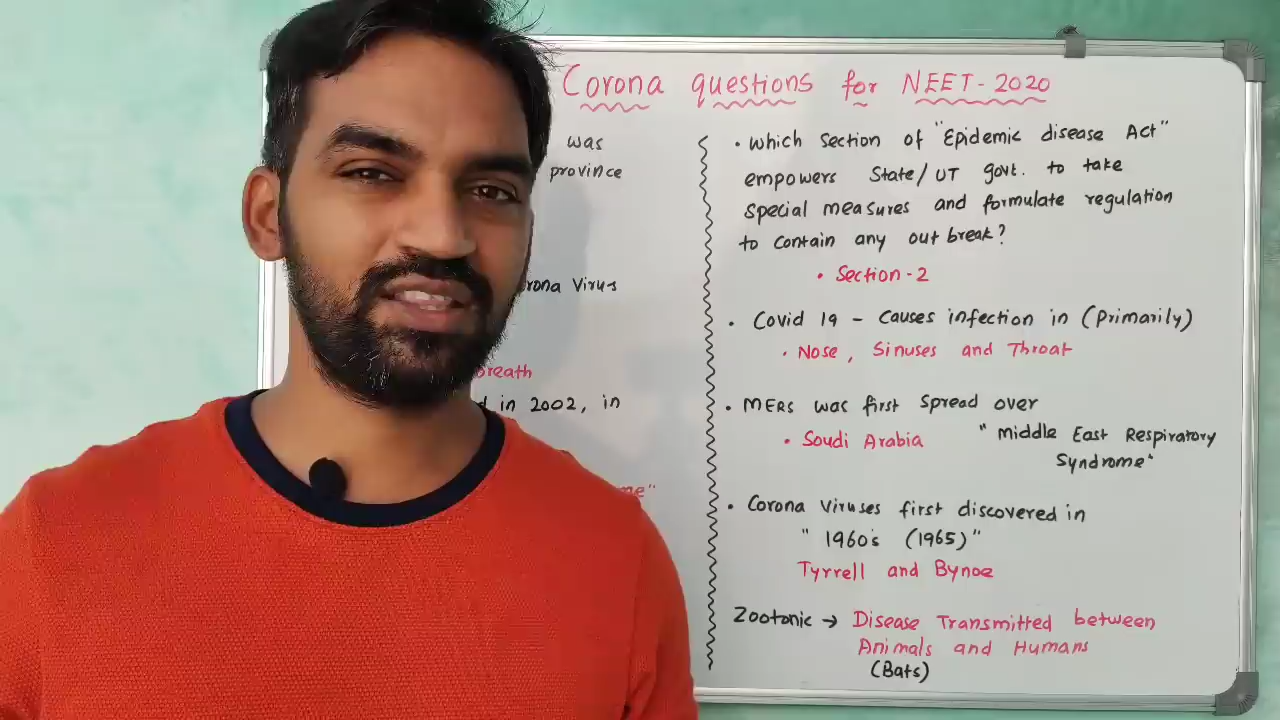 Corona questions for NEET-2020
was
province
rona Virus
breath
d in 2002, in
me"
• Which section of "Epidemic disease Act"
empowers State/UT govt. to take
special measures and formulate regulation
to contain any out break?
• Section-2
• Covid 19 - causes infection in (Primarily)
• Nose, Sinuses and Throat
• MERS was first spread over
• Soudi Arabia "Middle East Respiratory
Syndrome"
• Corona Viruses first discovered in
" 1960's (1965)"
Tyrrell and Bynoe
Zootonic → Disease Transmitted between
Animals and Humans
(Bats)